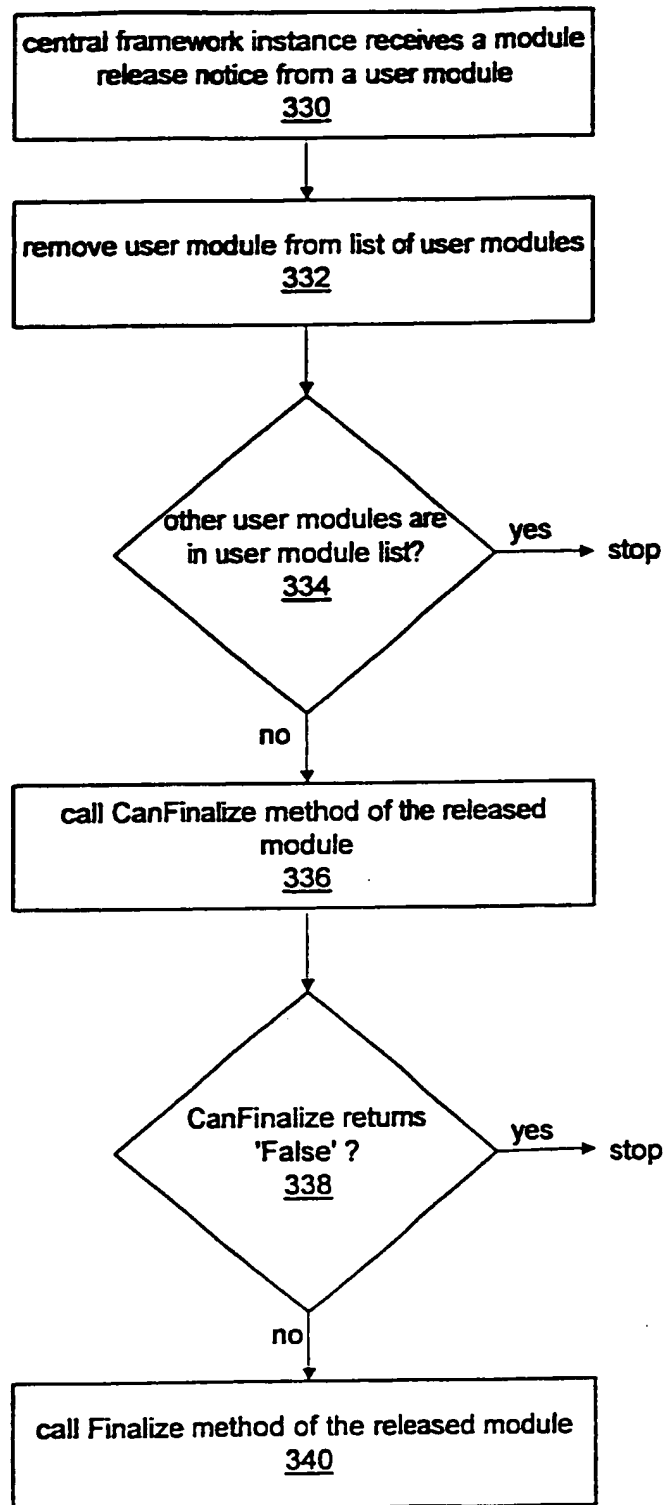 central framework instance receives a module
release notice from a user module
330
remove user module from list of user modules
332
other user modules are
in user module list?
334
yes
stop
no
call CanFinalize method of the released
module
336
CanFinalize returns
'False' ?
338
yes
stop
no
call Finalize method of the released module
340